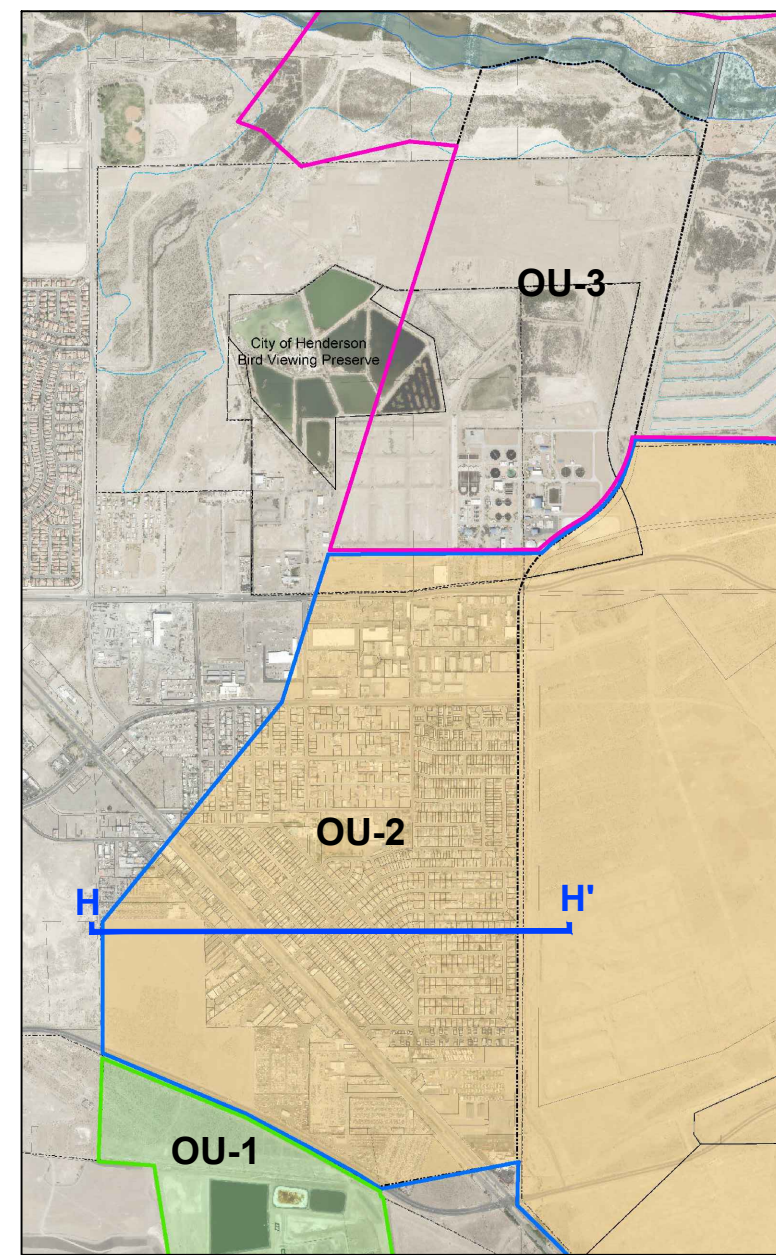 OU-3
City of Henderson
Bird Viewing Preserve
OU-2
H H'
OU-1